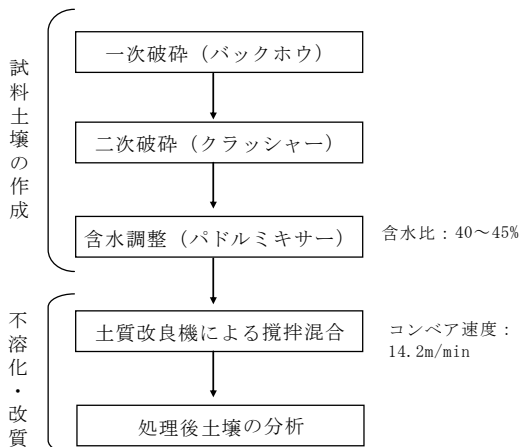 試料土壌の作成
一次破砕（バックホウ）
二次破砕（クラッシャー）
含水調整（パドルミキサー）
含水比：40～45%
不溶化・改質
土質改良機による撹拌混合
コンベア速度：
14.2m/min
処理後土壌の分析